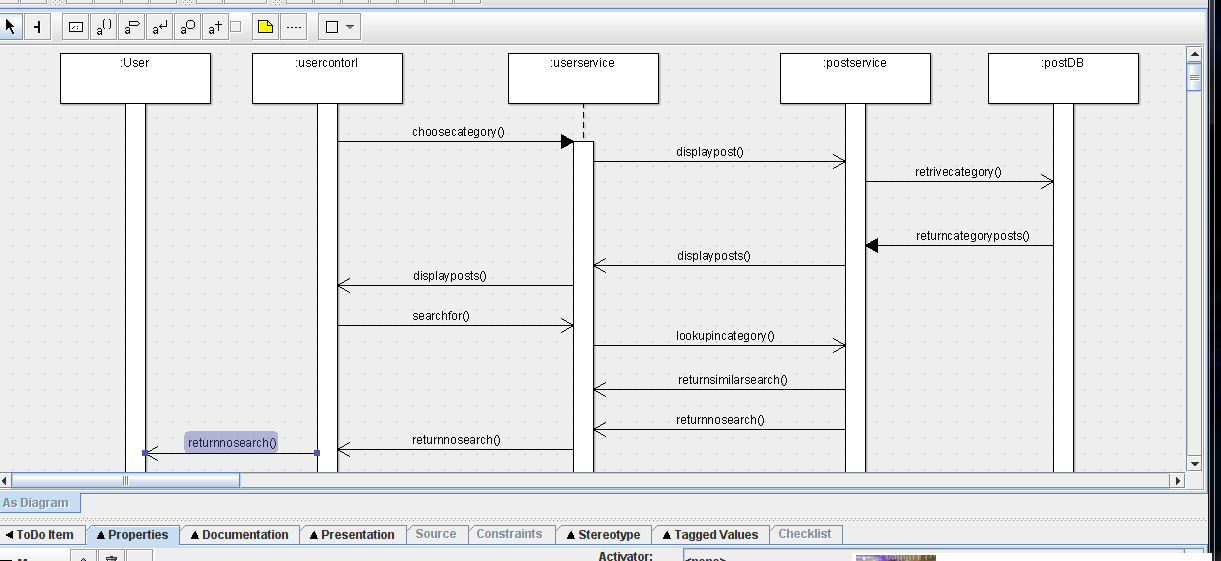 a()
a
a
a
a
:User
:usercontorl
:userservice
:postservice
:postDB
choosecategory()
displaypost()
retrivecategory()
returncategoryposts()
displayposts()
displayposts()
searchfor()
lookupincategory()
returnsimilarsearch()
returnnosearch()
returnnosearch()
returnnosearch()
As Diagram
ToDo Item
Properties
Documentation
Presentation
Source
Constraints
Stereotype
Tagged Values
Checklist
Activator:
<none>